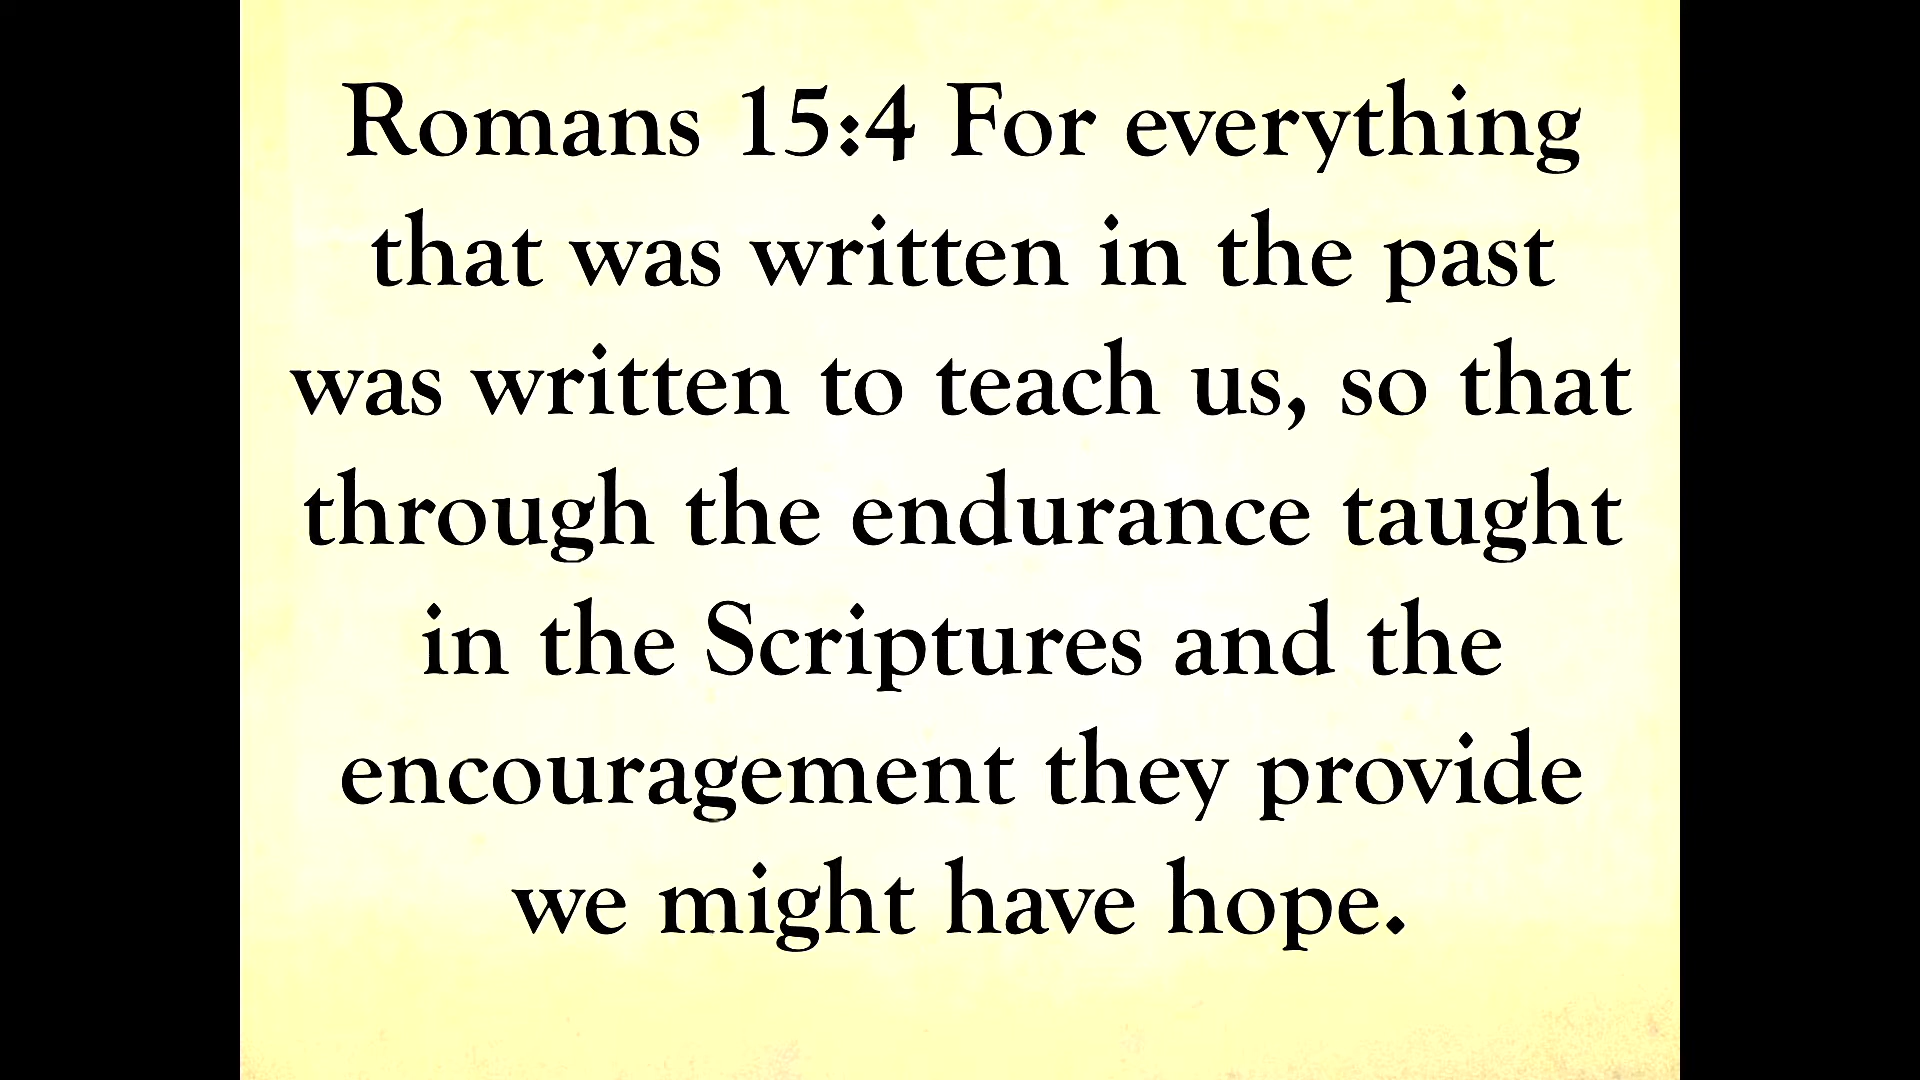 Romans 15:4 For everything
that was written in the past
was written to teach us, so that
through the endurance taught
in the Scriptures and the
encouragement they provide
we might have hope.